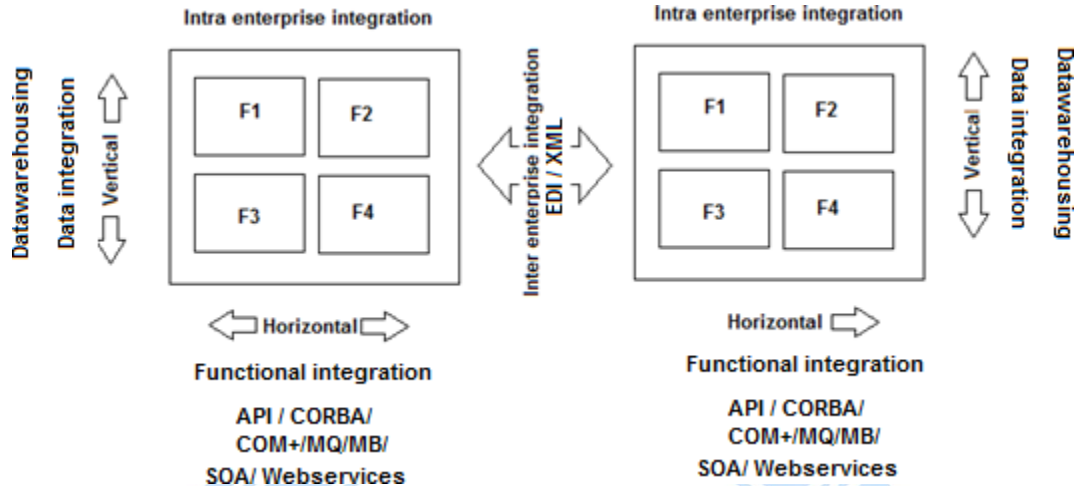 Intra enterprise integration
Datawarehousing
Data integration
Vertical
F1
F2
F3
F4
Horizontal
Functional integration
API / CORBA/
COM+/MQ/MB/
SOA/ Webservices
Inter enterprise integration
EDI / XML
Intra enterprise integration
F1
F2
F3
F4
Vertical
Data integration
Datawarehousing
Horizontal
Functional integration
API / CORBA/
COM+/MQ/MB/
SOA/ Webservices